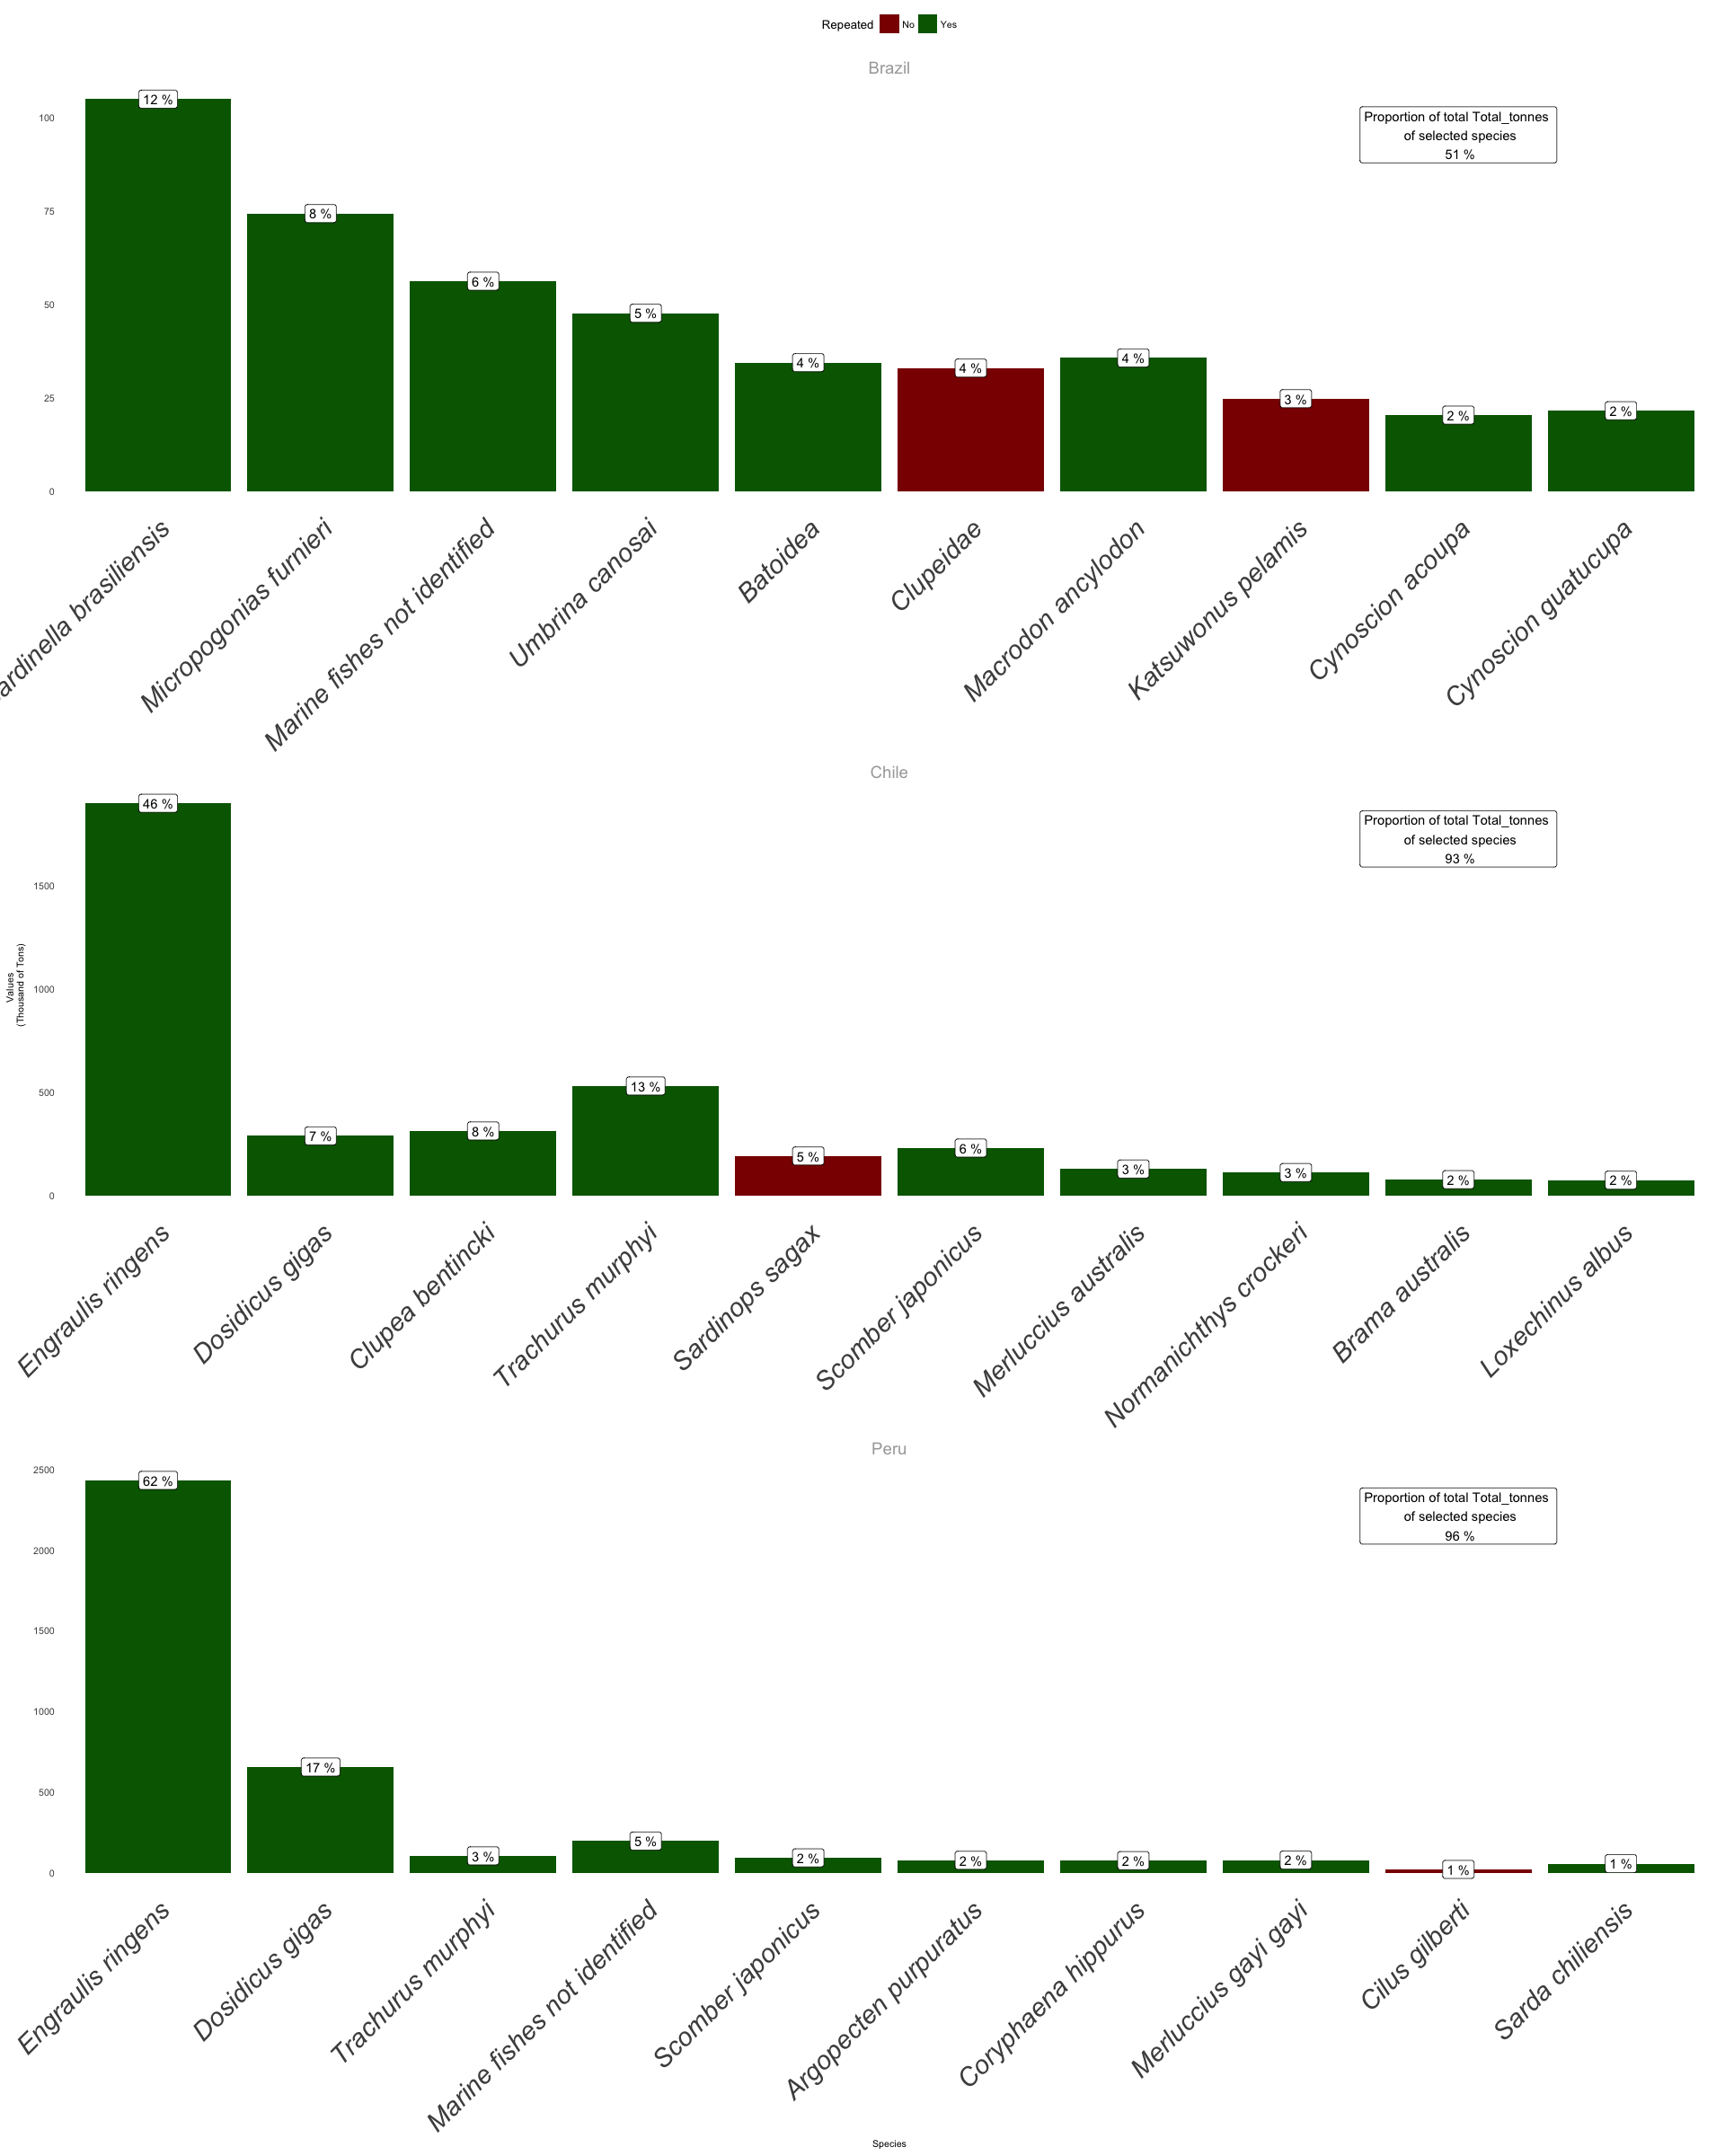 Repeated No Yes
Brazil
Proportion of total Total_tonnes
of selected species
51 %
100
75
50
25
0
12 %
8 %
6 %
5 %
4 %
4 %
4 %
3 %
2 %
2 %
ardinella brasiliensis
Micropogonias furnieri
Marine fishes not identified
Umbrina canosai
Batoidea
Clupeidae
Macrodon ancylodon
Katsuwonus pelamis
Cynoscion acoupa
Cynoscion guatucupa
Chile
Proportion of total Total_tonnes
of selected species
93 %
Values
(Thousand of Tons)
1500
1000
500
0
46 %
7 %
8 %
13 %
5 %
6 %
3 %
3 %
2 %
2 %
Engraulis ringens
Dosidicus gigas
Clupea bentincki
Trachurus murphyi
Sardinops sagax
Scomber japonicus
Merluccius australis
Normanichthys crockeri
Brama australis
Loxechinus albus
Peru
Proportion of total Total_tonnes
of selected species
96 %
2500
2000
1500
1000
500
0
62 %
17 %
3 %
5 %
2 %
2 %
2 %
2 %
1 %
1 %
Engraulis ringens
Dosidicus gigas
Trachurus murphyi
Marine fishes not identified
Scomber japonicus
Argopecten purpuratus
Coryphaena hippurus
Merluccius gayi gayi
Cilus gilberti
Sarda chiliensis
Species